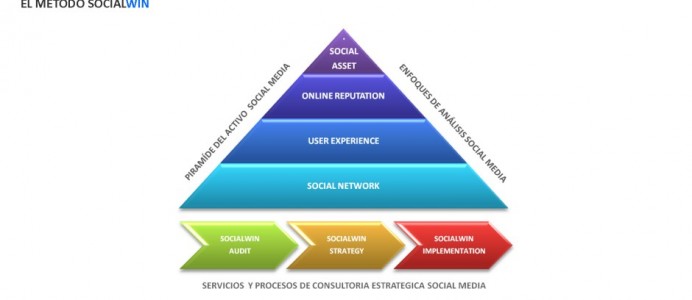 EL METODO SOCIALWIN
SOCIAL
ASSET
ONLINE REPUTATION
USER EXPERIENCE
SOCIAL NETWORK
PIRAMÍDE DEL ACTIVO SOCIAL MEDIA
ENFOQUES DE ANÁLISIS SOCIAL MEDIA
SOCIALWIN
AUDIT
SOCIALWIN
STRATEGY
SOCIALWIN
IMPLEMENTATION
SERVICIOS Y PROCESOS DE CONSULTORIA ESTRATEGICA SOCIAL MEDIA